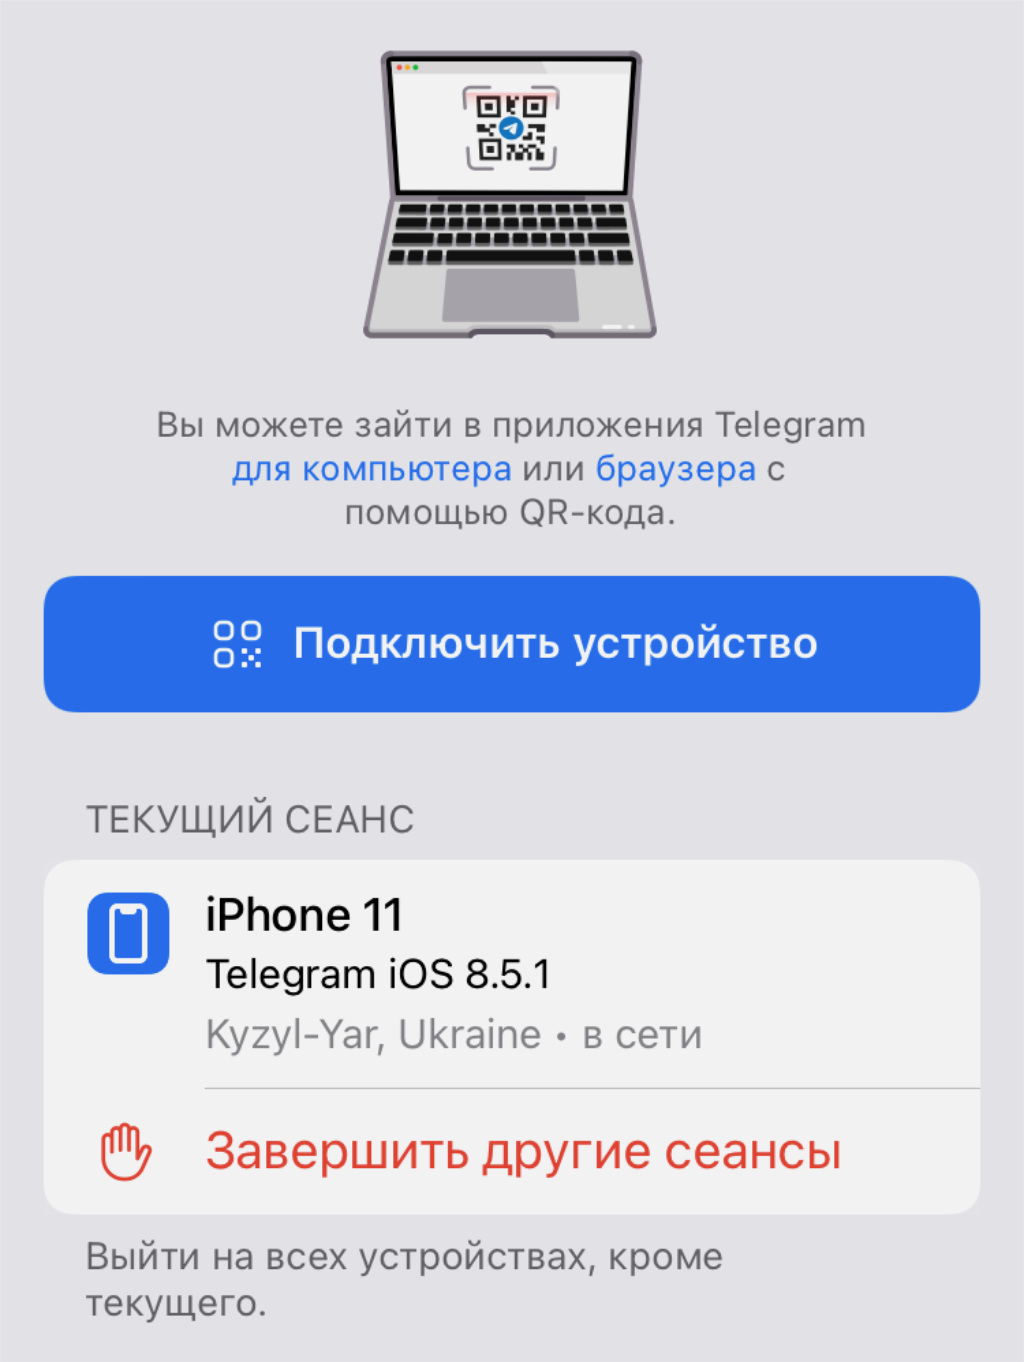 Вы можете зайти в приложения Telegram
для компьютера или браузера с
помощью QR-кода.
Подключить устройство
ТЕКУЩИЙ СЕАНС
iPhone 11
Telegram iOS 8.5.1
Kyzyl-Yar, Ukraine • в сети
Завершить другие сеансы
Выйти на всех устройствах, кроме
текущего.